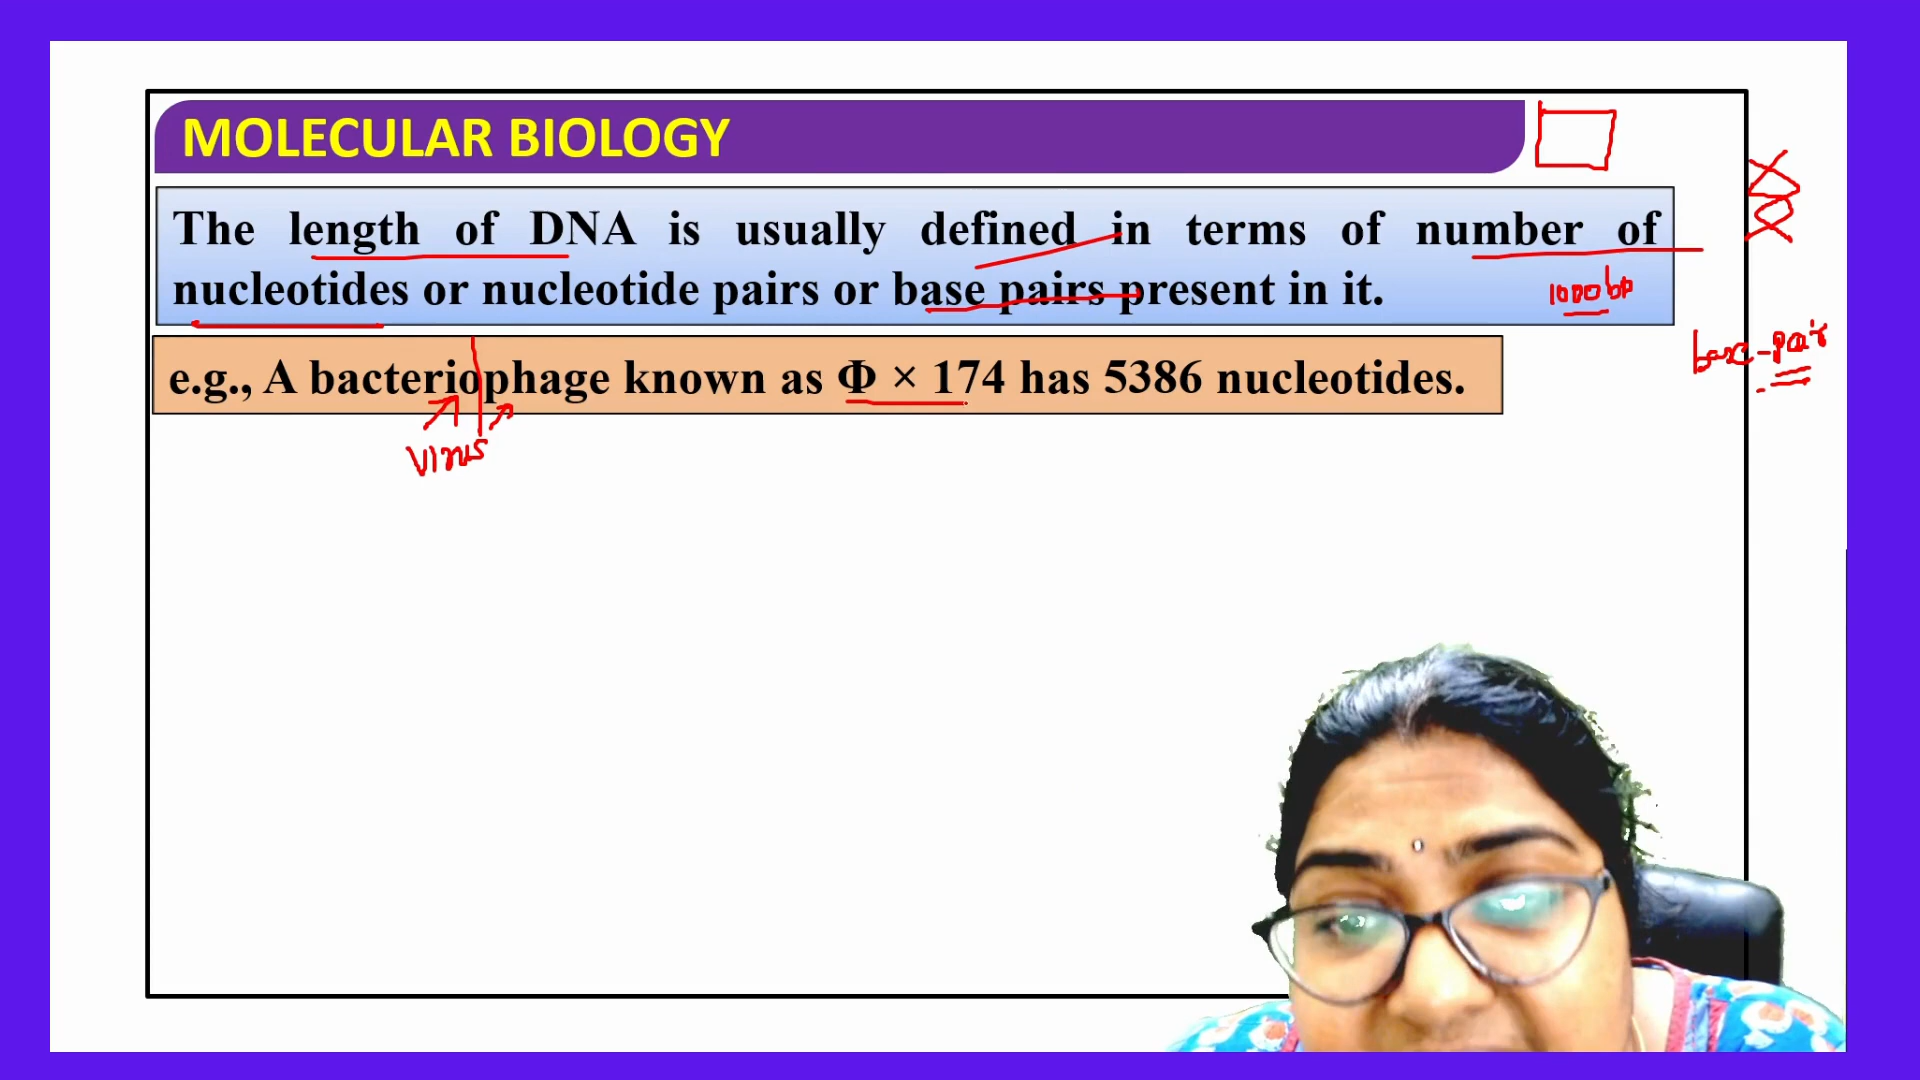 MOLECULAR BIOLOGY
The length of DNA is usually defined in terms of number of
nucleotides or nucleotide pairs or base pairs present in it.
1000 bp
base-pair
e.g., A bacteriophage known as Φ × 174 has 5386 nucleotides.
virus